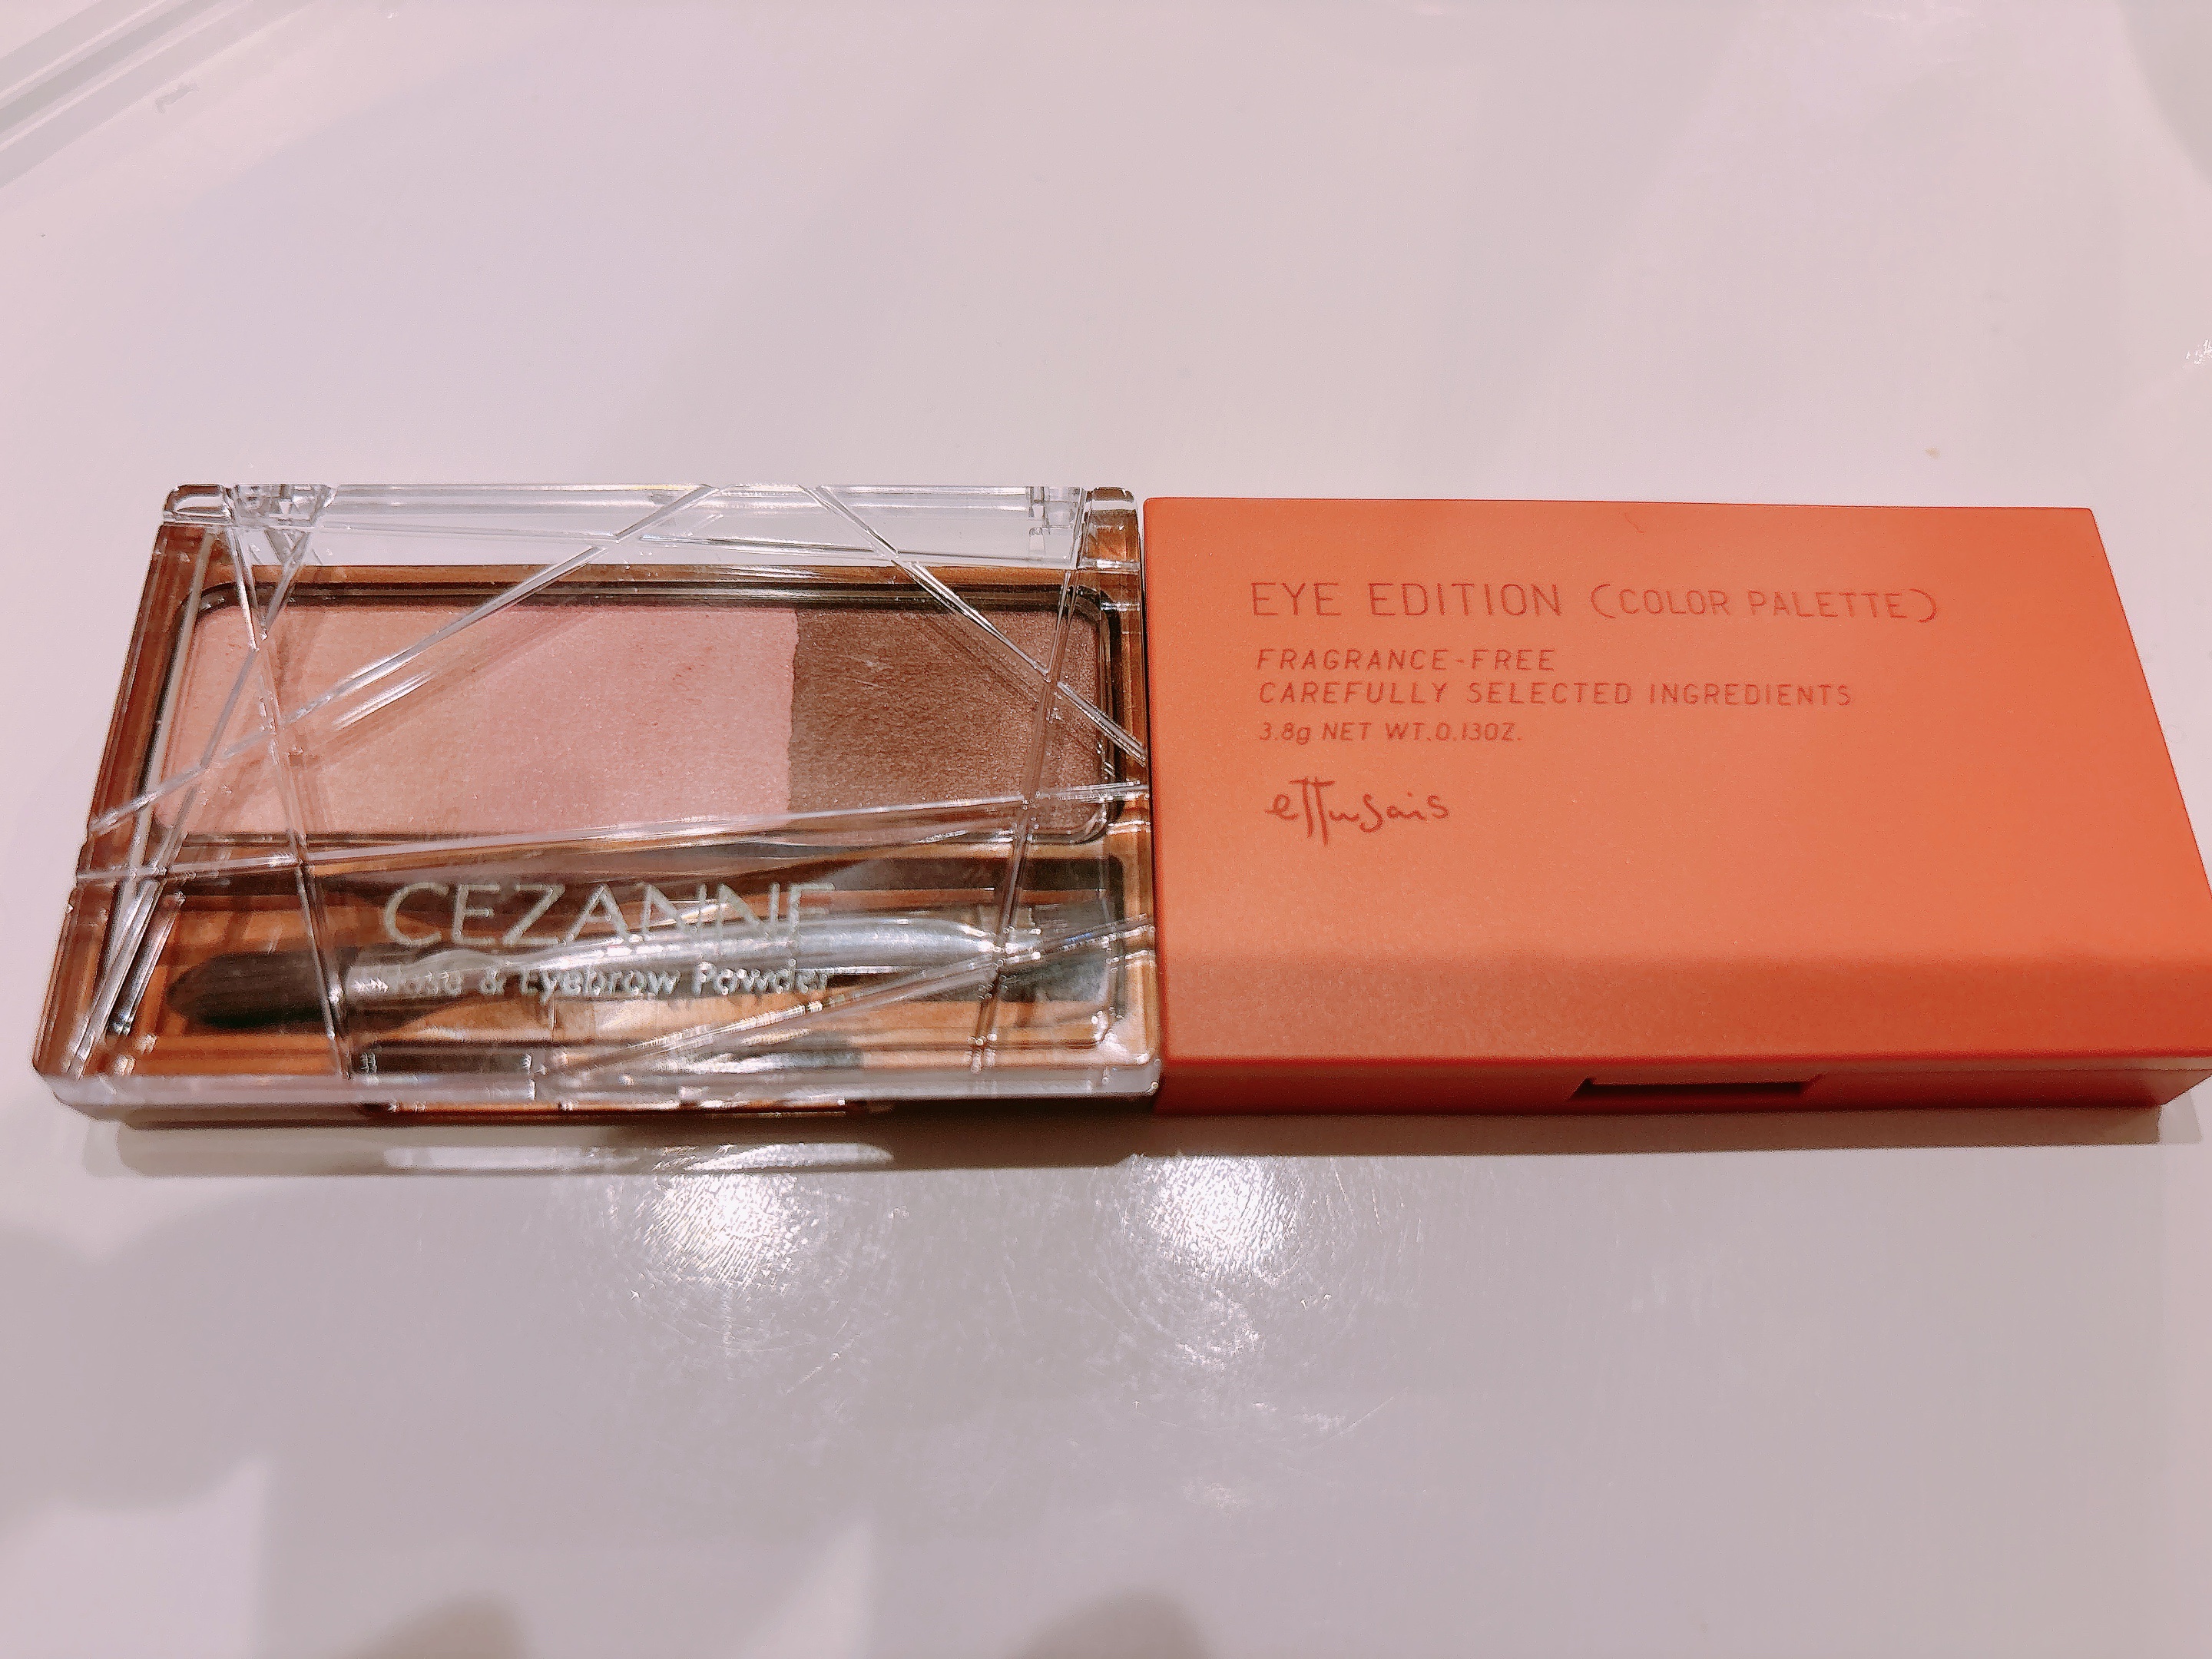 CEZANNE
Nose & Eyebrow Powder
EYE EDITION (COLOR PALETTE)
FRAGRANCE-FREE
CAREFULLY SELECTED INGREDIENTS
3.8g NET WT.0.13OZ.
ettusais